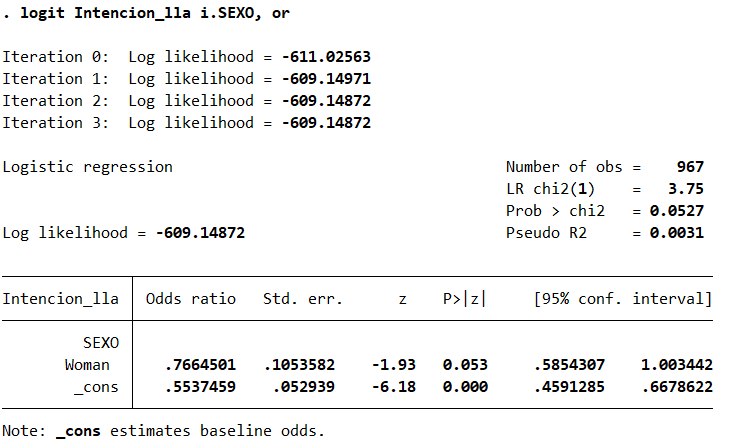 . logit Intencion_lla i.SEXO, or
Iteration 0:  Log likelihood = -611.02563
Iteration 1:  Log likelihood = -609.14971
Iteration 2:  Log likelihood = -609.14872
Iteration 3:  Log likelihood = -609.14872
Logistic regression                                     Number of obs =    967
                                                        LR chi2(1)    =   3.75
                                                        Prob > chi2   = 0.0527
Log likelihood = -609.14872                             Pseudo R2     = 0.0031
Intencion_lla | Odds ratio   Std. err.      z    P>|z|     [95% conf. interval]
SEXO
Woman    .7664501   .1053582    -1.93   0.053     .5854307    1.003442
_cons    .5537459    .052939    -6.18   0.000     .4591285    .6678622
Note: _cons estimates baseline odds.